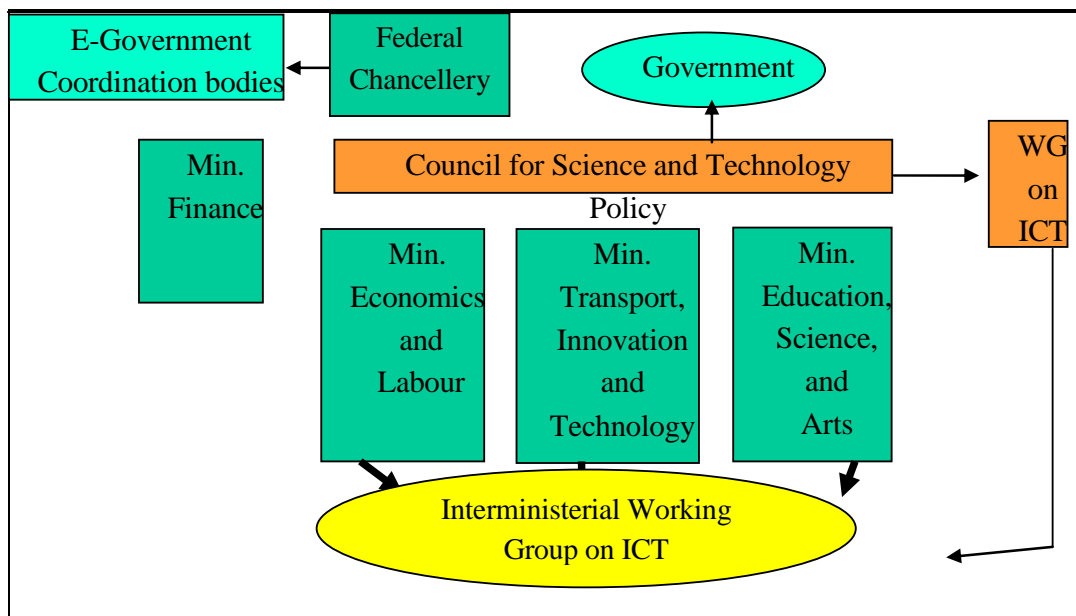 E-Government
Coordination bodies
Federal
Chancellery
Government
Min.
Finance
Council for Science and Technology
Policy
WG
on
ICT
Min.
Economics
and
Labour
Min.
Transport,
Innovation
and
Technology
Min.
Education,
Science,
and
Arts
Interministerial Working
Group on ICT